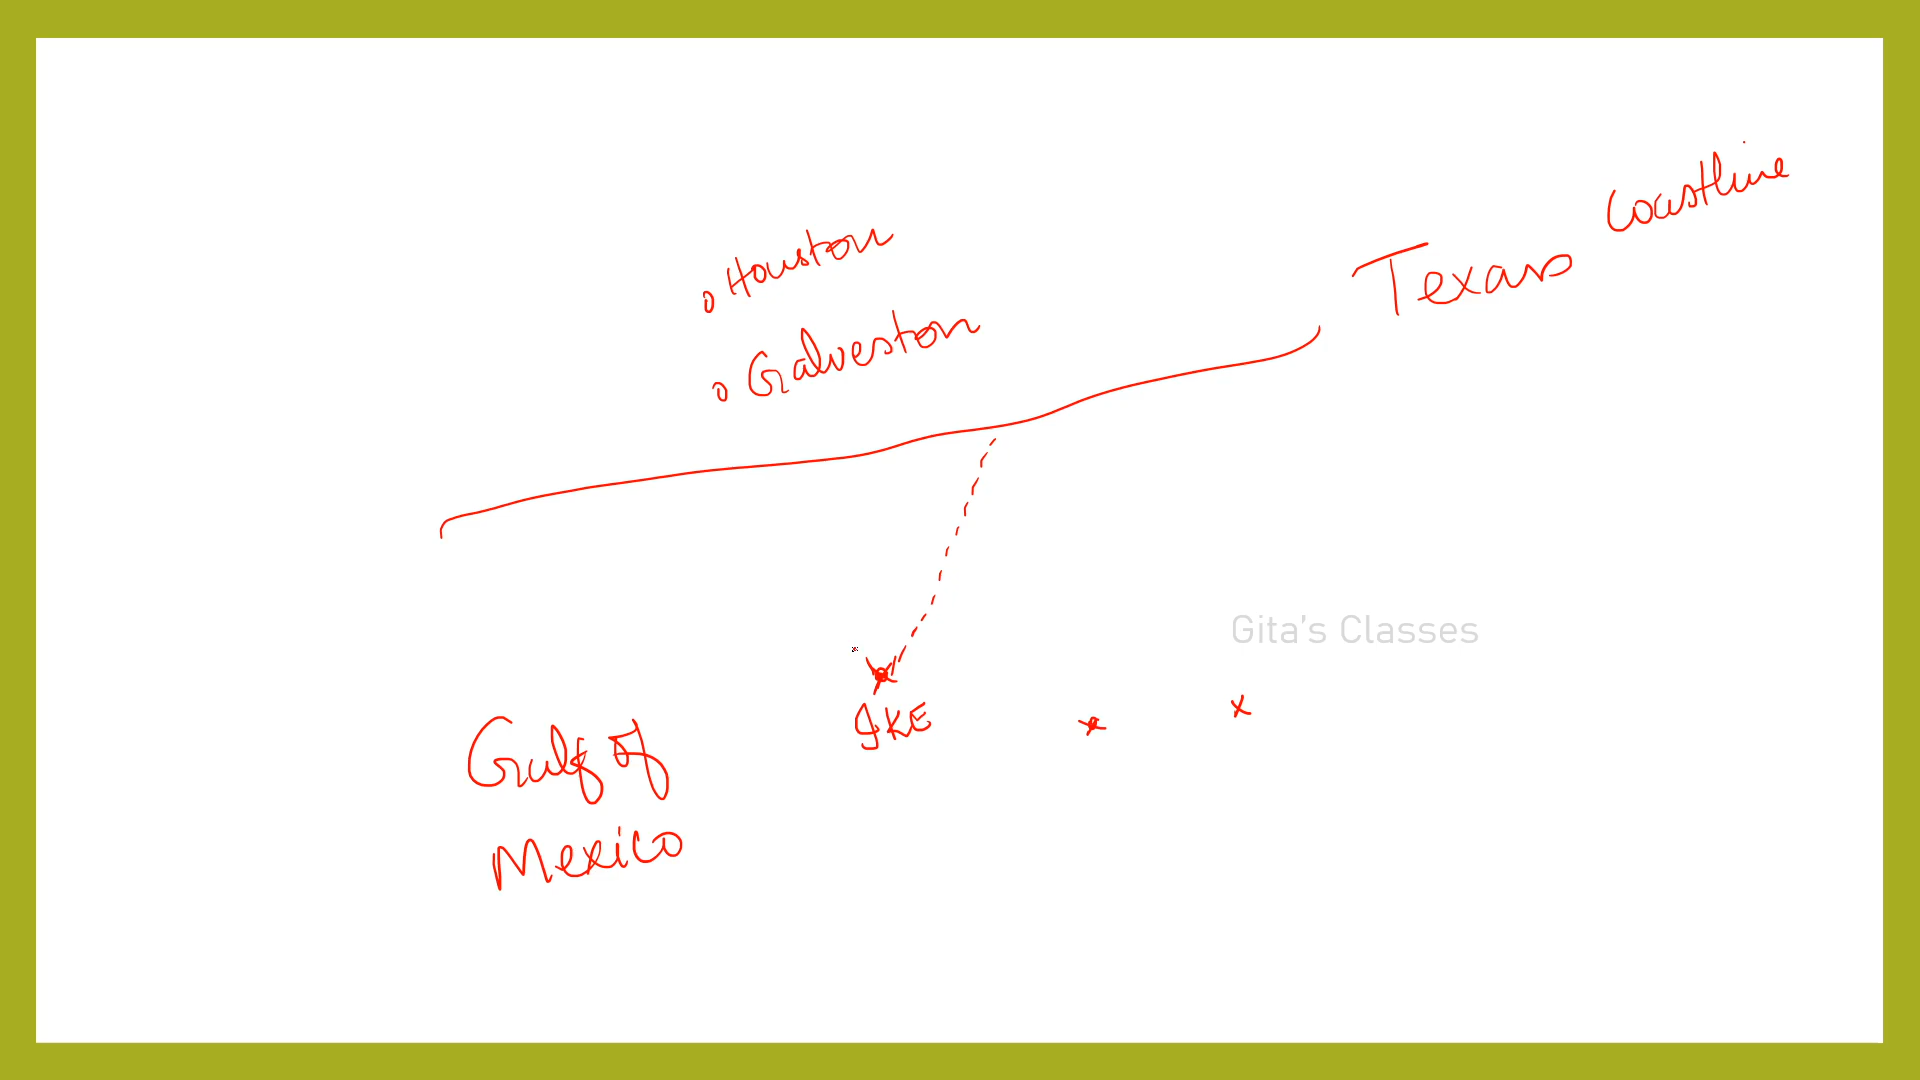 Coastline
Texas
Houston
Galveston
Gita's Classes
IKE
Gulf of
Mexico